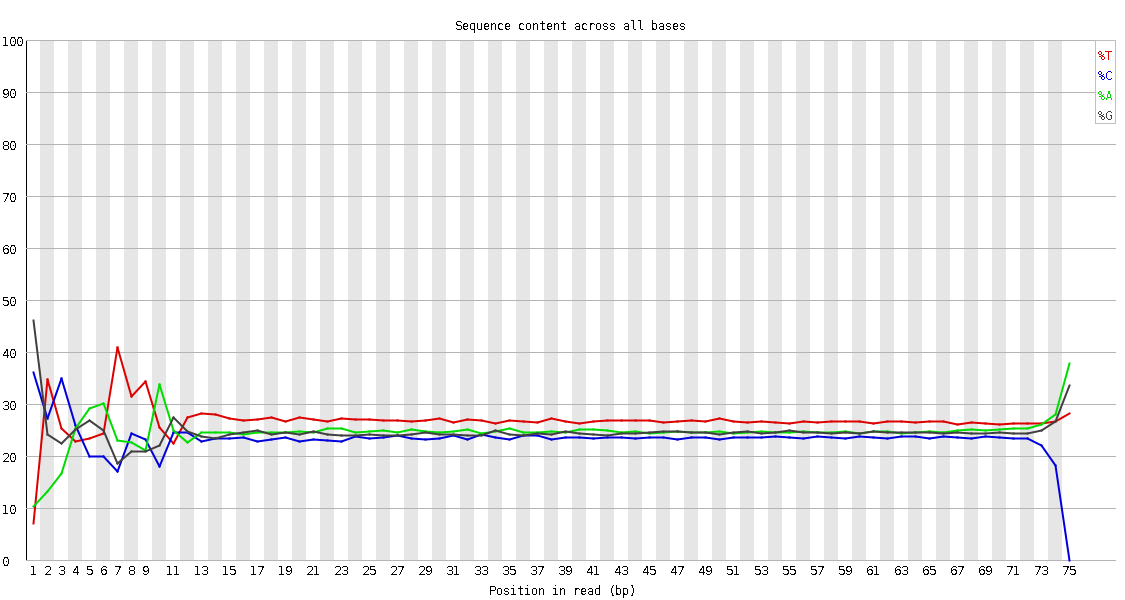 Sequence content across all bases
100
%T
%C
90
%A
%G
80
70
60
50
40
30
20
10
0
1 2 3 4 5 6 7 8 9 11 13 15 17 19 21 23 25 27 29 31 33 35 37 39 41 43 45 47 49 51 53 55 57 59 61 63 65 67 69 71 73 75
Position in read (bp)